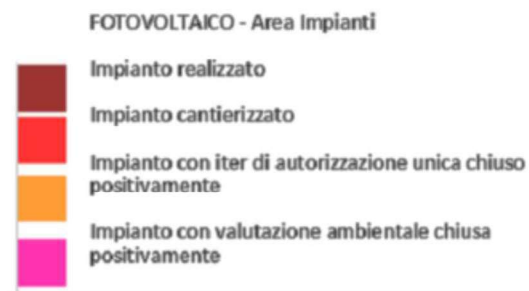 FOTOVOLTAICO - Area Impianti
Impianto realizzato
Impianto cantierizzato
Impianto con iter di autorizzazione unica chiuso
positivamente
Impianto con valutazione ambientale chiusa
positivamente